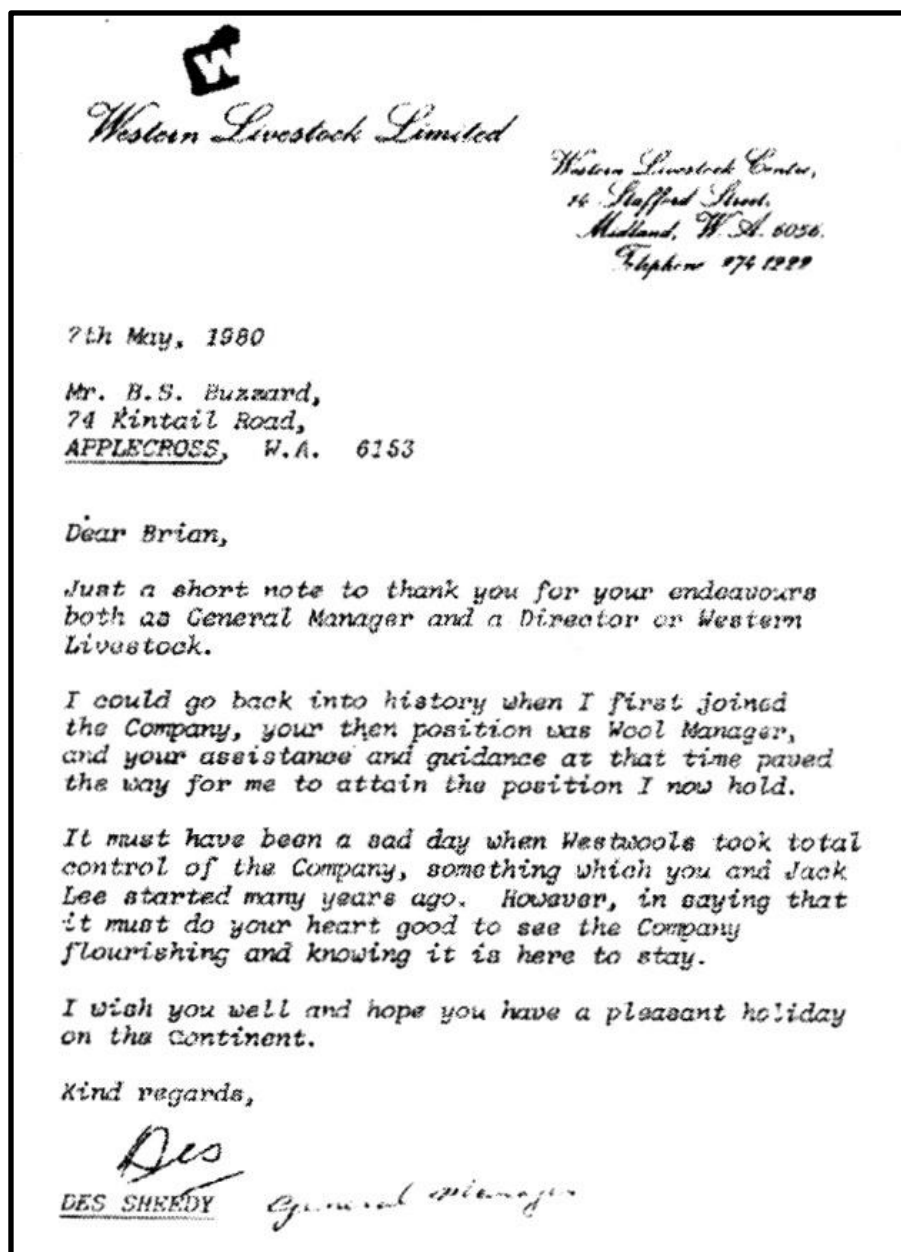 W
Western Livestock Limited
Western Livestock Centre,
14 Stafford Street,
Midland, W. A. 6056.
Telephone 274 1222
7th May, 1980
Mr. B.S. Buzzard,
74 Kintail Road,
APPLECROSS, W.A. 6153
Dear Brian,
Just a short note to thank you for your endeavours
both as General Manager and a Director or Western
Livestock.
I could go back into history when I first joined
the Company, your then position was Wool Manager,
and your assistance and guidance at that time paved
the way for me to attain the position I now hold.
It must have been a sad day when Westwools took total
control of the Company, something which you and Jack
Lee started many years ago. However, in saying that
it must do your heart good to see the Company
flourishing and knowing it is here to stay.
I wish you well and hope you have a pleasant holiday
on the Continent.
Kind regards,
Des
DES SHEEDY General Manager